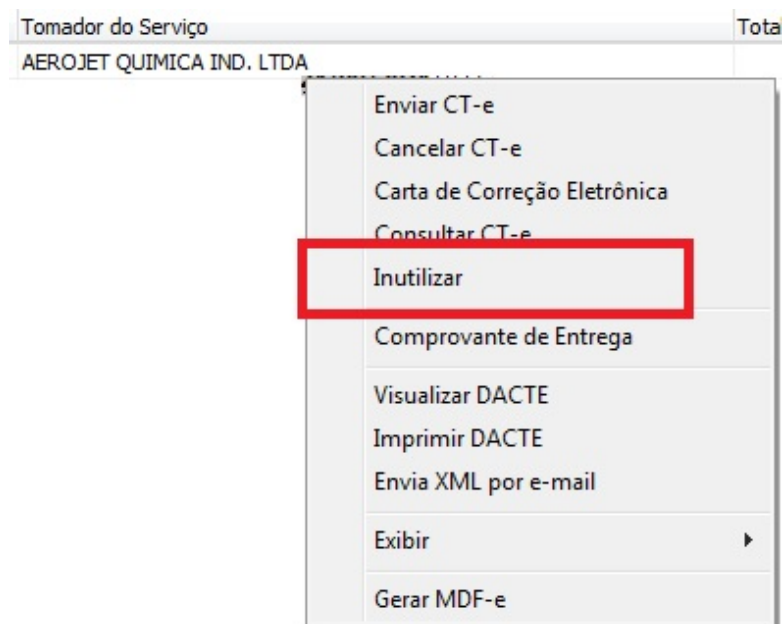 Tomador do Serviço Tota
AEROJET QUIMICA IND. LTDA
Enviar CT-e
Cancelar CT-e
Carta de Correção Eletrônica
Consultar CT-e
Inutilizar
Comprovante de Entrega
Visualizar DACTE
Imprimir DACTE
Envia XML por e-mail
Exibir
Gerar MDF-e